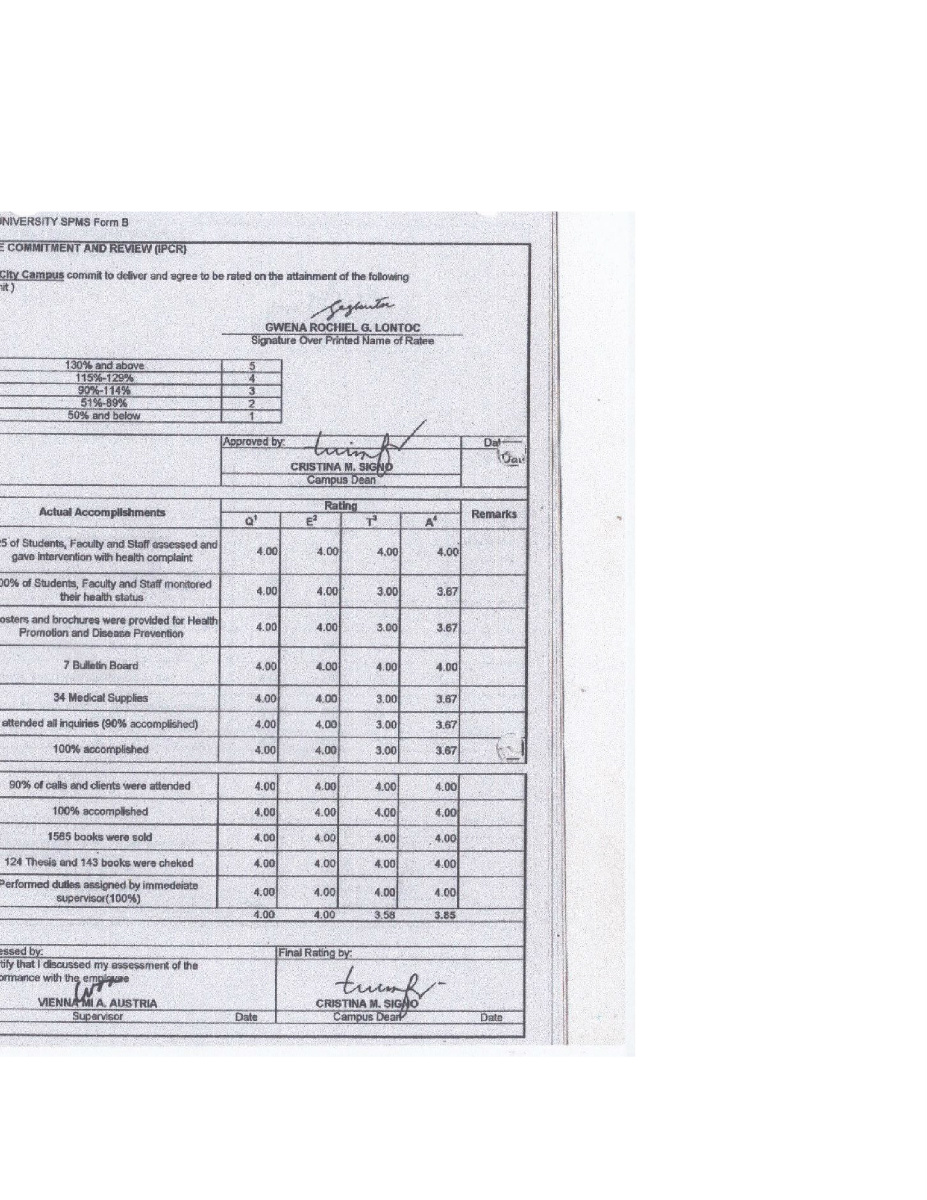 UNIVERSITY SPMS Form B
E COMMITMENT AND REVIEW (IPCR)
City Campus commit to deliver and agree to be rated on the attainment of the following
nit )
GWENA ROCHIEL G. LONTOC
Signature Over Printed Name of Ratee
130% and above 5
115%-129% 4
90%-114% 3
51%-89% 2
50% and below 1
Approved by:
CRISTINA M. SIGNO
Campus Dean
Actual Accomplishments Rating Remarks
Q¹ E² T³ A⁴
25 of Students, Faculty and Staff assessed and
gave intervention with health complaint 4.00 4.00 4.00 4.00
00% of Students, Faculty and Staff monitored
their health status 4.00 4.00 3.00 3.67
osters and brochures were provided for Health
Promotion and Disease Prevention 4.00 4.00 3.00 3.67
7 Bulletin Board 4.00 4.00 4.00 4.00
34 Medical Supplies 4.00 4.00 3.00 3.67
attended all inquiries (90% accomplished) 4.00 4.00 3.00 3.67
100% accomplished 4.00 4.00 3.00 3.67
90% of calls and clients were attended 4.00 4.00 4.00 4.00
100% accomplished 4.00 4.00 4.00 4.00
1585 books were sold 4.00 4.00 4.00 4.00
124 Thesis and 143 books were cheked 4.00 4.00 4.00 4.00
Performed duties assigned by immedeiate
supervisor(100%) 4.00 4.00 4.00 4.00
4.00 4.00 3.58 3.85
essed by: Final Rating by:
tify that I discussed my assessment of the
ormance with the employee
VIENNA MI A. AUSTRIA CRISTINA M. SIGNO
Supervisor Date Campus Dean Date